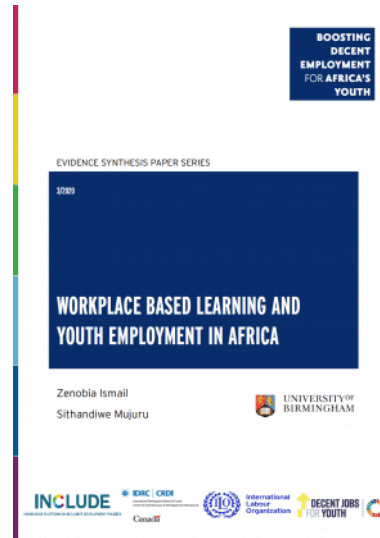 BOOSTING
DECENT
EMPLOYMENT
FOR AFRICA'S
YOUTH
EVIDENCE SYNTHESIS PAPER SERIES
3/2020
WORKPLACE BASED LEARNING AND
YOUTH EMPLOYMENT IN AFRICA
Zenobia Ismail
Sithandiwe Mujuru
UNIVERSITY OF
BIRMINGHAM
INCLUDE
IDRC | CRDI
Canada
International
Labour
Organization
DECENT JOBS
FOR YOUTH